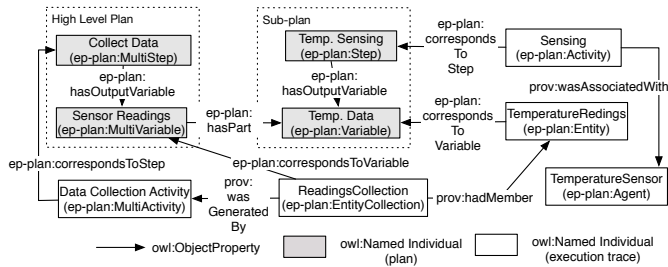 High Level Plan
Sub-plan
Collect Data
(ep-plan:MultiStep)
Temp. Sensing
(ep-plan:Step)
ep-plan:
corresponds
To
Step
Sensing
(ep-plan:Activity)
ep-plan:
hasOutputVariable
ep-plan:
hasOutputVariable
prov:wasAssociatedWith
Sensor Readings
(ep-plan:MultiVariable)
ep-plan:
hasPart
Temp. Data
(ep-plan:Variable)
ep-plan:
corresponds
To
Variable
TemperatureRedings
(ep-plan:Entity)
ep-plan:correspondsToStep
ep-plan:correspondsToVariable
Data Collection Activity
(ep-plan:MultiActivity)
prov:
was
Generated
By
ReadingsCollection
(ep-plan:EntityCollection)
prov:hadMember
TemperatureSensor
(ep-plan:Agent)
owl:ObjectProperty
owl:Named Individual
(plan)
owl:Named Individual
(execution trace)